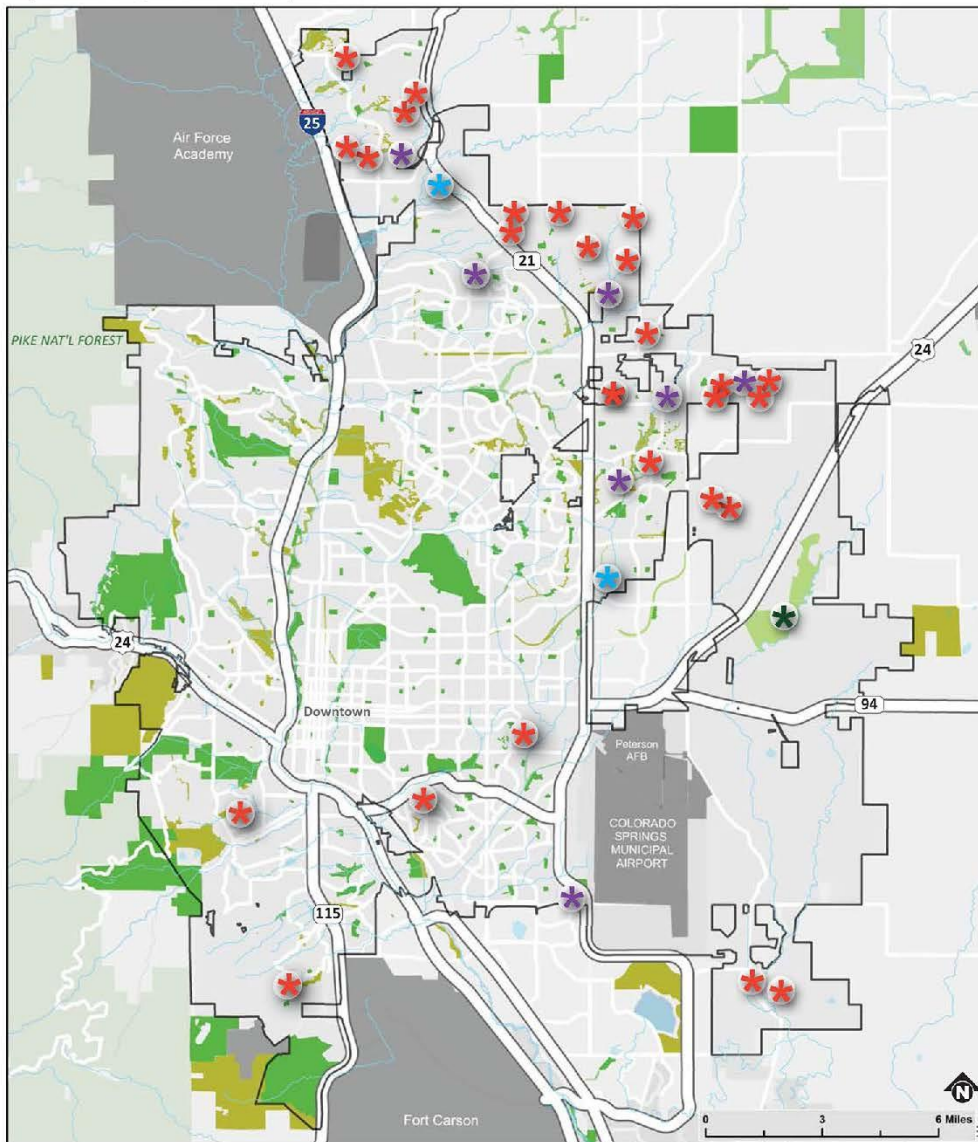 25
Air Force
Academy
21
PIKE NAT'L FOREST
24
24
Downtown
94
Peterson
AFB
COLORADO
SPRINGS
MUNICIPAL
AIRPORT
115
Fort Carson
N
0 3 6 Miles